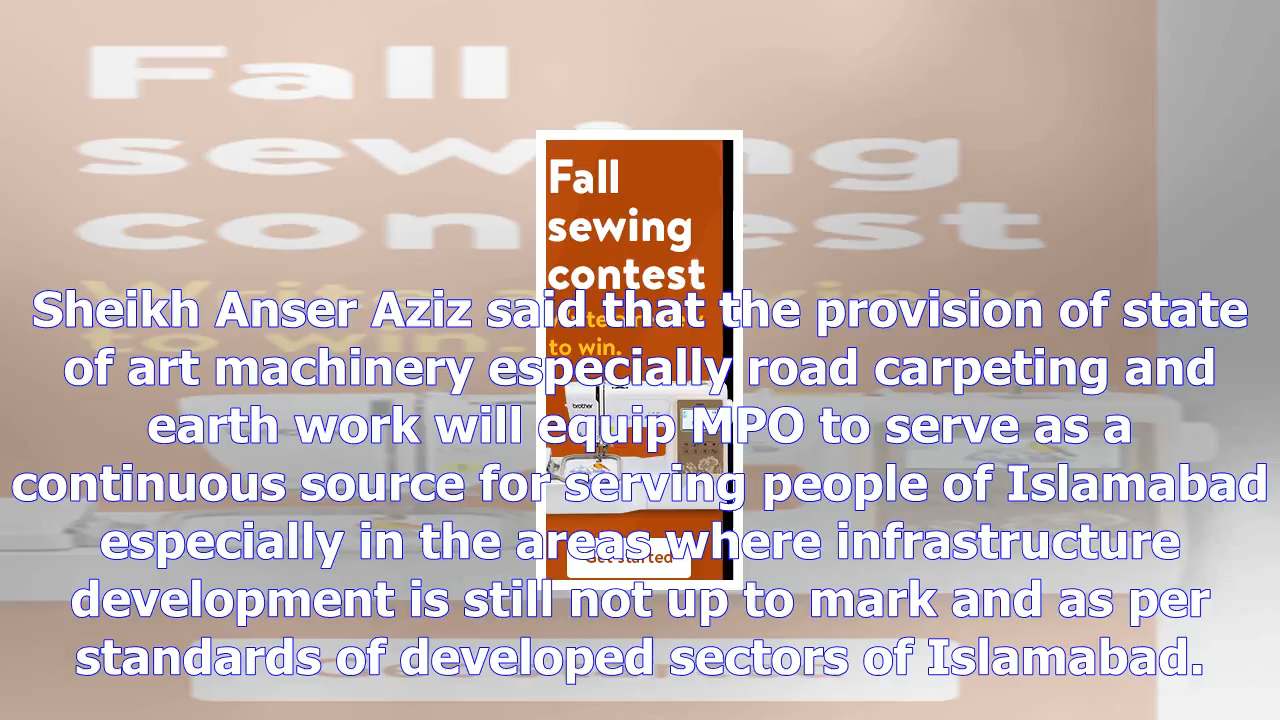 Fall
sewing
contest
to win.
brother
Sheikh Anser Aziz said that the provision of state
of art machinery especially road carpeting and
earth work will equip MPO to serve as a
continuous source for serving people of Islamabad
especially in the areas where infrastructure
development is still not up to mark and as per
standards of developed sectors of Islamabad.
Get started